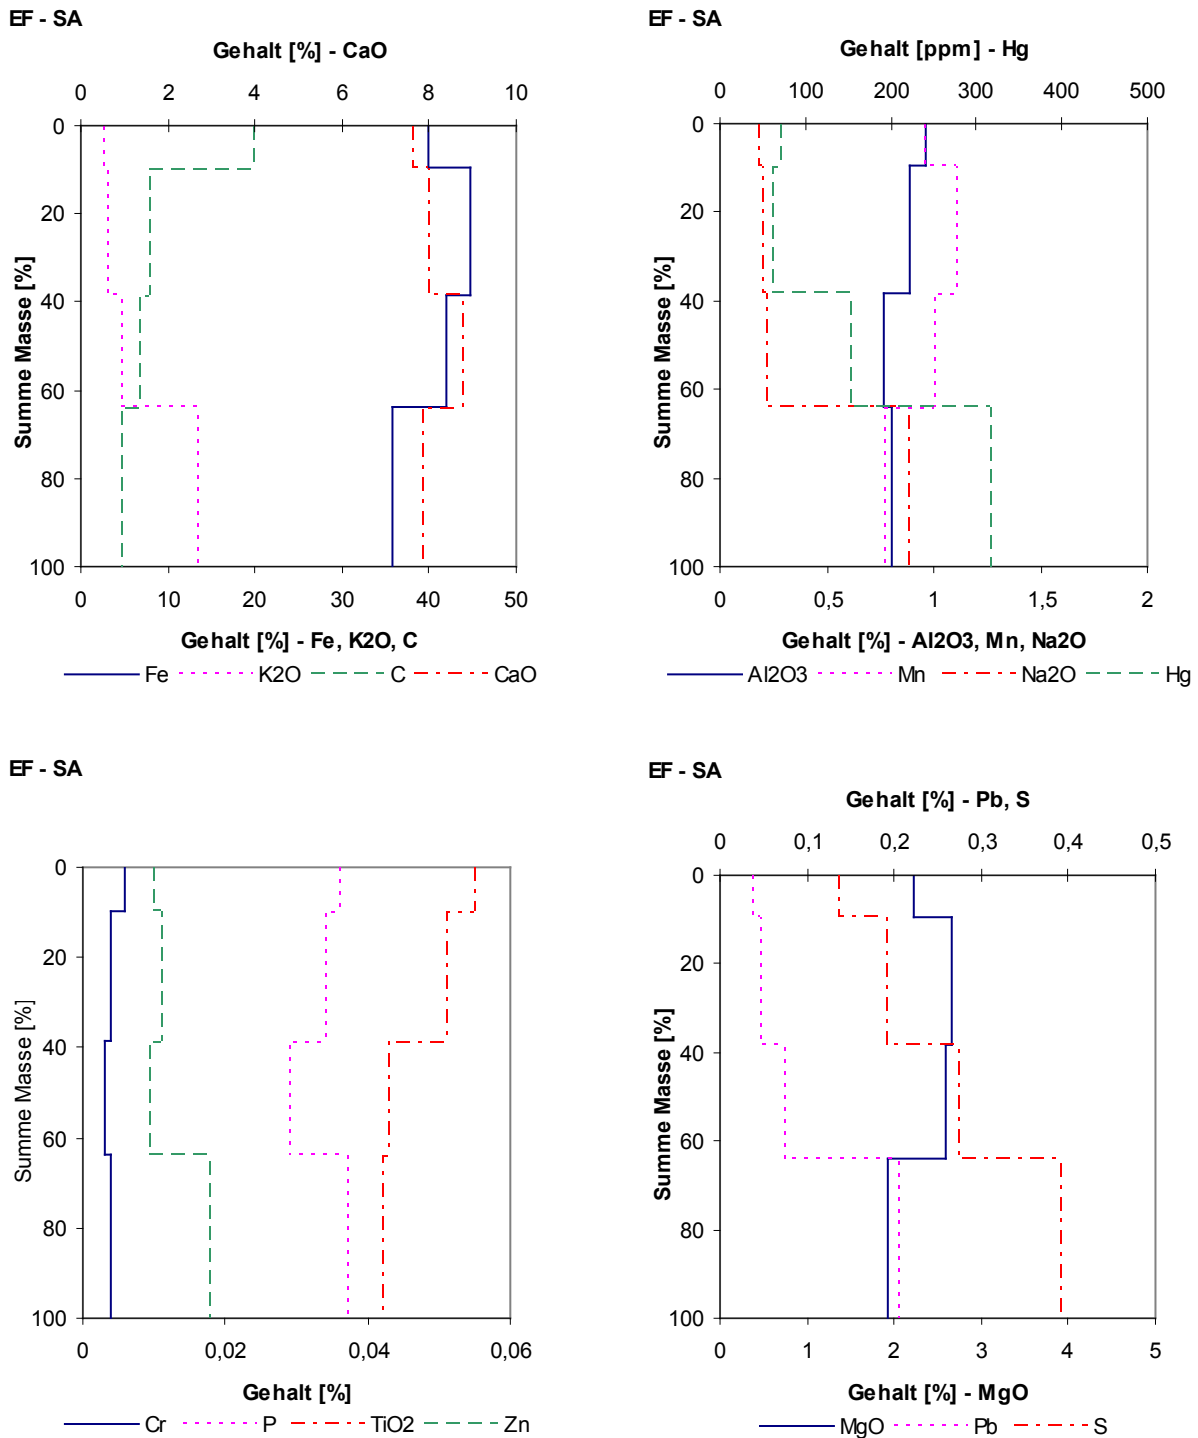 EF - SA
Gehalt [%] - CaO
0 2 4 6 8 10
0
20
40
60
80
100
Summe Masse [%]
0 10 20 30 40 50
Gehalt [%] - Fe, K2O, C
Fe K2O C CaO
EF - SA
Gehalt [ppm] - Hg
0 100 200 300 400 500
0
20
40
60
80
100
Summe Masse [%]
0 0,5 1 1,5 2
Gehalt [%] - Al2O3, Mn, Na2O
Al2O3 Mn Na2O Hg
EF - SA
0
20
40
60
80
100
Summe Masse [%]
0 0,02 0,04 0,06
Gehalt [%]
Cr P TiO2 Zn
EF - SA
Gehalt [%] - Pb, S
0 0,1 0,2 0,3 0,4 0,5
0
20
40
60
80
100
Summe Masse [%]
0 1 2 3 4 5
Gehalt [%] - MgO
MgO Pb S